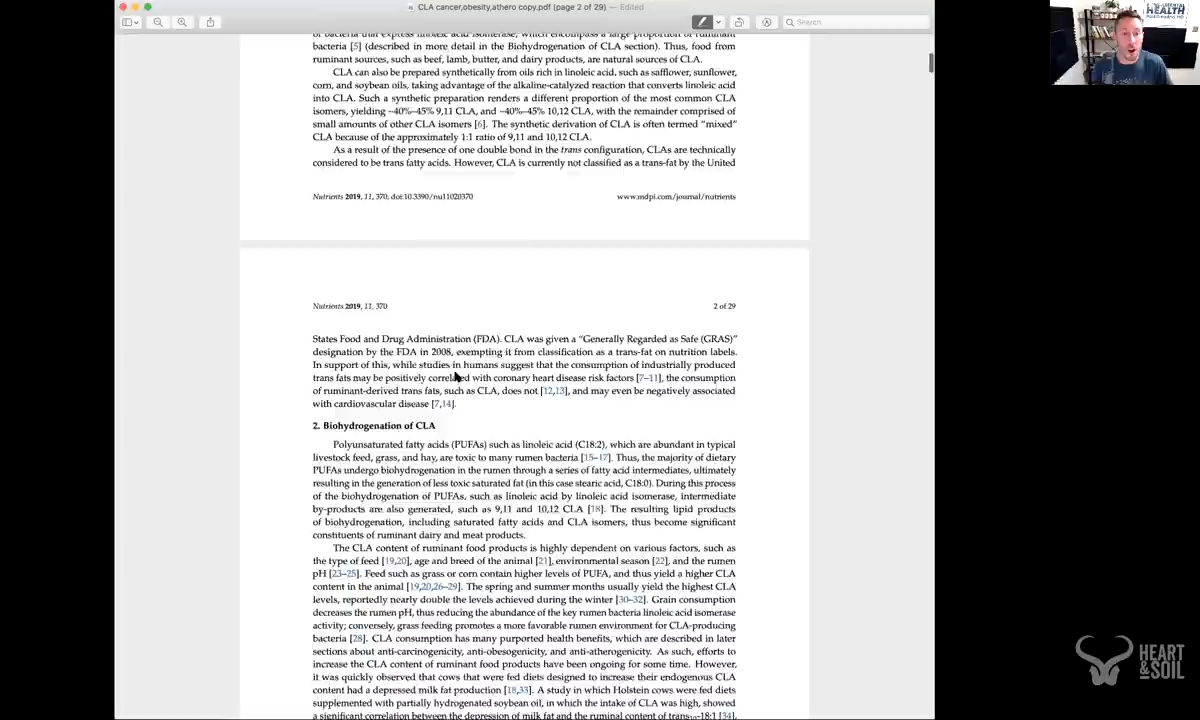 CLA cancer,obesity,athero copy.pdf (page 2 of 29) — Edited
Search
HEALTH
of bacteria that express linoleic acid isomerase, which encompass a large proportion of ruminant
bacteria [5] (described in more detail in the Biohydrogenation of CLA section). Thus, food from
ruminant sources, such as beef, lamb, butter, and dairy products, are natural sources of CLA.
CLA can also be prepared synthetically from oils rich in linoleic acid, such as safflower, sunflower,
corn, and soybean oils, taking advantage of the alkaline-catalyzed reaction that converts linoleic acid
into CLA. Such a synthetic preparation renders a different proportion of the most common CLA
isomers, yielding ~40%–45% 9,11 CLA, and ~40%–45% 10,12 CLA, with the remainder comprised of
small amounts of other CLA isomers [6]. The synthetic derivation of CLA is often termed "mixed"
CLA because of the approximately 1:1 ratio of 9,11 and 10,12 CLA.
As a result of the presence of one double bond in the trans configuration, CLAs are technically
considered to be trans fatty acids. However, CLA is currently not classified as a trans-fat by the United
Nutrients 2019, 11, 370; doi:10.3390/nu11020370
www.mdpi.com/journal/nutrients
Nutrients 2019, 11, 370
2 of 29
States Food and Drug Administration (FDA). CLA was given a "Generally Regarded as Safe (GRAS)"
designation by the FDA in 2008, exempting it from classification as a trans-fat on nutrition labels.
In support of this, while studies in humans suggest that the consumption of industrially produced
trans fats may be positively correlated with coronary heart disease risk factors [7–11], the consumption
of ruminant-derived trans fats, such as CLA, does not [12,13], and may even be negatively associated
with cardiovascular disease [7,14].
2. Biohydrogenation of CLA
Polyunsaturated fatty acids (PUFAs) such as linoleic acid (C18:2), which are abundant in typical
livestock feed, grass, and hay, are toxic to many rumen bacteria [15–17]. Thus, the majority of dietary
PUFAs undergo biohydrogenation in the rumen through a series of fatty acid intermediates, ultimately
resulting in the generation of less toxic saturated fat (in this case stearic acid, C18:0). During this process
of the biohydrogenation of PUFAs, such as linoleic acid by linoleic acid isomerase, intermediate
by-products are also generated, such as 9,11 and 10,12 CLA [18]. The resulting lipid products
of biohydrogenation, including saturated fatty acids and CLA isomers, thus become significant
constituents of ruminant dairy and meat products.
The CLA content of ruminant food products is highly dependent on various factors, such as
the type of feed [19,20], age and breed of the animal [21], environmental season [22], and the rumen
pH [23–25]. Feed such as grass or corn contain higher levels of PUFA, and thus yield a higher CLA
content in the animal [19,20,26–29]. The spring and summer months usually yield the highest CLA
levels, reportedly nearly double the levels achieved during the winter [30–32]. Grain consumption
decreases the rumen pH, thus reducing the abundance of the key rumen bacteria linoleic acid isomerase
activity; conversely, grass feeding promotes a more favorable rumen environment for CLA-producing
bacteria [28]. CLA consumption has many purported health benefits, which are described in later
sections about anti-carcinogenicity, anti-obesogenicity, and anti-atherogenicity. As such, efforts to
increase the CLA content of ruminant food products have been ongoing for some time. However,
it was quickly observed that cows that were fed diets designed to increase their endogenous CLA
content had a depressed milk fat production [18,33]. A study in which Holstein cows were fed diets
supplemented with partially hydrogenated soybean oil, in which the intake of CLA was high, showed
a significant correlation between the depression of milk fat and the ruminal content of trans-18:1 [34],
HEART
& SOIL